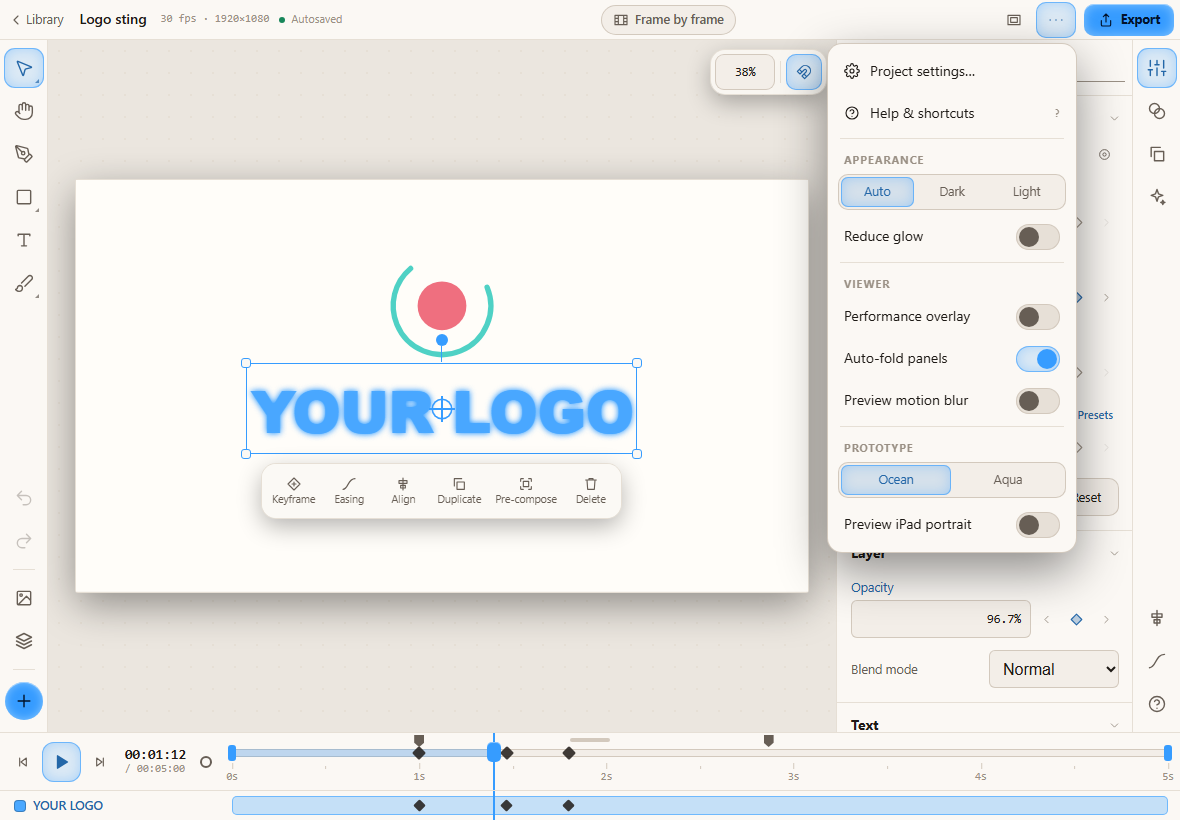 Library
Logo sting
30 fps · 1920×1080
Autosaved
Frame by frame
Export
38%
Project settings...
Help & shortcuts
?
APPEARANCE
Auto
Dark
Light
Reduce glow
VIEWER
Performance overlay
Auto-fold panels
Preview motion blur
Presets
PROTOTYPE
Ocean
Aqua
Reset
Preview iPad portrait
YOUR LOGO
Keyframe
Easing
Align
Duplicate
Pre-compose
Delete
Layer
Opacity
96.7%
Blend mode
Normal
Text
00:01:12
/ 00:05:00
0s
1s
2s
3s
4s
5s
YOUR LOGO